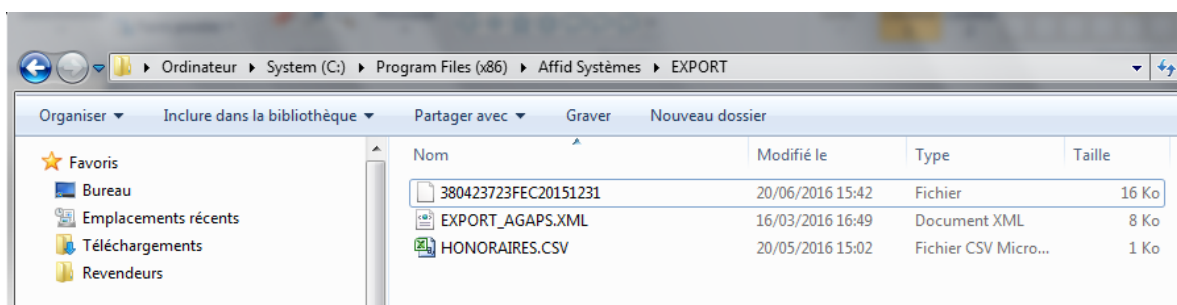 Ordinateur ▸ System (C:) ▸ Program Files (x86) ▸ Affid Systèmes ▸ EXPORT
Organiser Inclure dans la bibliothèque Partager avec Graver Nouveau dossier
Favoris
Bureau
Emplacements récents
Téléchargements
Revendeurs
Nom Modifié le Type Taille
380423723FEC20151231 20/06/2016 15:42 Fichier 16 Ko
EXPORT_AGAPS.XML 16/03/2016 16:49 Document XML 8 Ko
HONORAIRES.CSV 20/05/2016 15:02 Fichier CSV Micro... 1 Ko